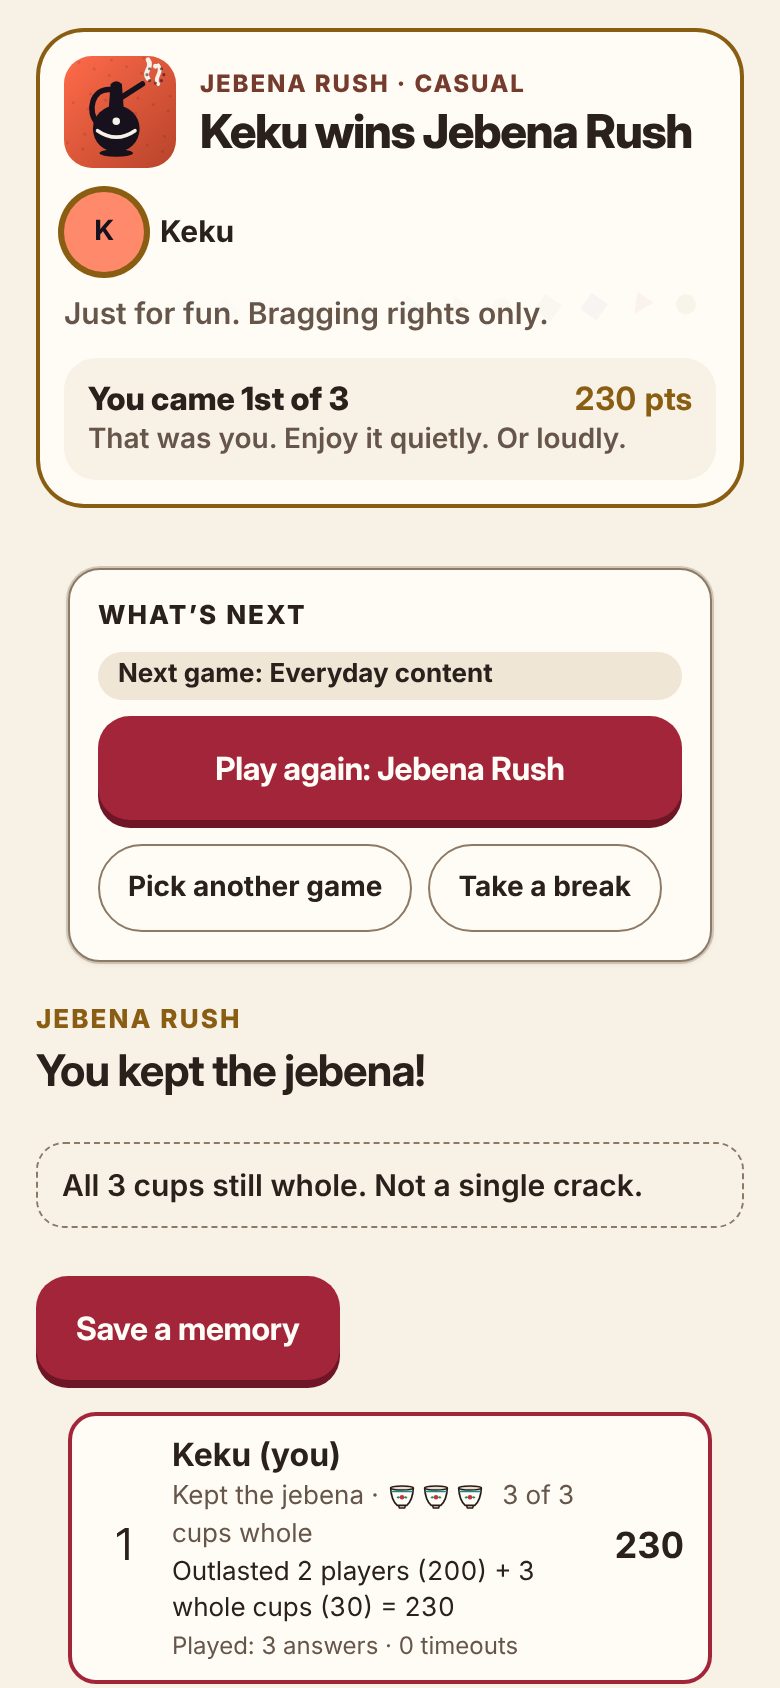 JEBENA RUSH · CASUAL
Keku wins Jebena Rush
K
Keku
Just for fun. Bragging rights only.
You came 1st of 3
230 pts
That was you. Enjoy it quietly. Or loudly.
WHAT’S NEXT
Next game: Everyday content
Play again: Jebena Rush
Pick another game
Take a break
JEBENA RUSH
You kept the jebena!
All 3 cups still whole. Not a single crack.
Save a memory
1
Keku (you)
Kept the jebena · 3 of 3
cups whole
Outlasted 2 players (200) + 3
whole cups (30) = 230
Played: 3 answers · 0 timeouts
230